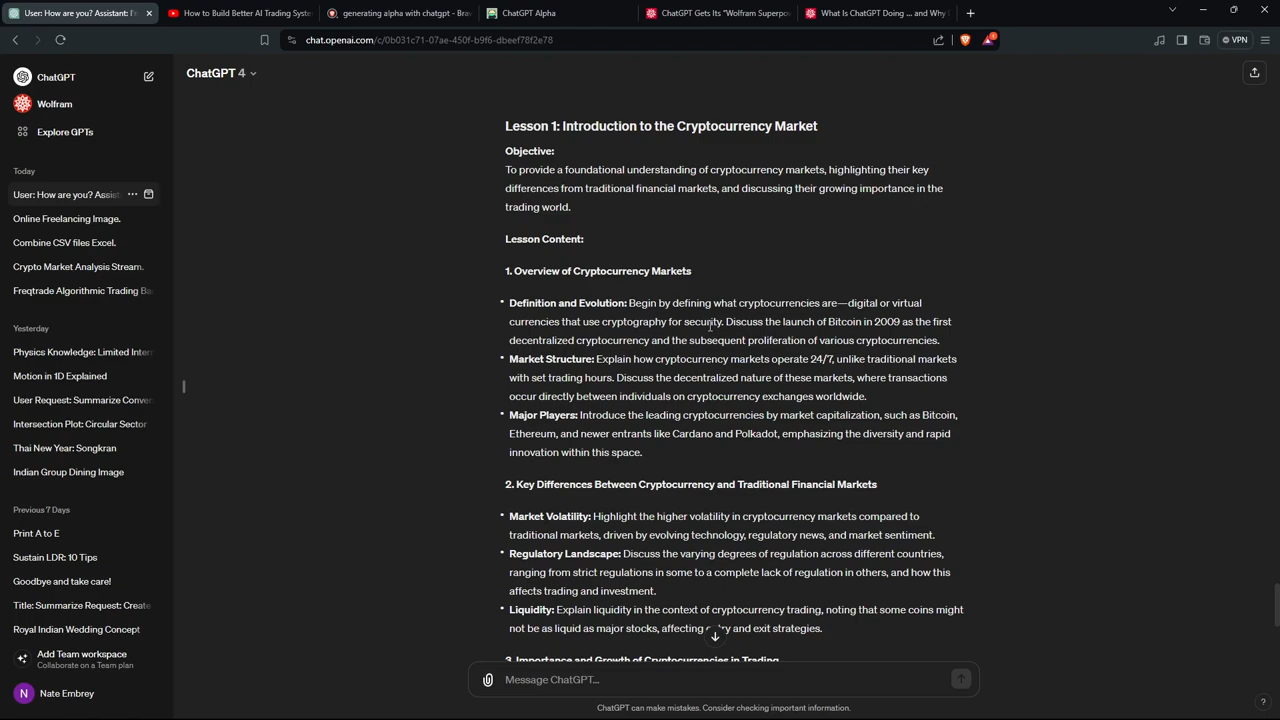 User: How are you? Assistant: I'm
How to Build Better AI Trading Syste
generating alpha with chatgpt - Brav
ChatGPT Alpha
ChatGPT Gets Its "Wolfram Superpow
What Is ChatGPT Doing ... and Why
chat.openai.com/c/0b031c71-07ae-450f-b9f6-dbeef78f2e78
VPN
ChatGPT
Wolfram
Explore GPTs
Today
User: How are you? Assist
Online Freelancing Image.
Combine CSV files Excel.
Crypto Market Analysis Stream.
Freqtrade Algorithmic Trading Ba
Yesterday
Physics Knowledge: Limited Inter
Motion in 1D Explained
User Request: Summarize Conver
Intersection Plot: Circular Sector
Thai New Year: Songkran
Indian Group Dining Image
Previous 7 Days
Print A to E
Sustain LDR: 10 Tips
Goodbye and take care!
Title: Summarize Request: Create
Royal Indian Wedding Concept
Add Team workspace
Collaborate on a Team plan
N
Nate Embrey
ChatGPT 4
Lesson 1: Introduction to the Cryptocurrency Market
Objective:
To provide a foundational understanding of cryptocurrency markets, highlighting their key
differences from traditional financial markets, and discussing their growing importance in the
trading world.
Lesson Content:
1. Overview of Cryptocurrency Markets
• Definition and Evolution: Begin by defining what cryptocurrencies are—digital or virtual
currencies that use cryptography for security. Discuss the launch of Bitcoin in 2009 as the first
decentralized cryptocurrency and the subsequent proliferation of various cryptocurrencies.
• Market Structure: Explain how cryptocurrency markets operate 24/7, unlike traditional markets
with set trading hours. Discuss the decentralized nature of these markets, where transactions
occur directly between individuals on cryptocurrency exchanges worldwide.
• Major Players: Introduce the leading cryptocurrencies by market capitalization, such as Bitcoin,
Ethereum, and newer entrants like Cardano and Polkadot, emphasizing the diversity and rapid
innovation within this space.
2. Key Differences Between Cryptocurrency and Traditional Financial Markets
• Market Volatility: Highlight the higher volatility in cryptocurrency markets compared to
traditional markets, driven by evolving technology, regulatory news, and market sentiment.
• Regulatory Landscape: Discuss the varying degrees of regulation across different countries,
ranging from strict regulations in some to a complete lack of regulation in others, and how this
affects trading and investment.
• Liquidity: Explain liquidity in the context of cryptocurrency trading, noting that some coins might
not be as liquid as major stocks, affecting entry and exit strategies.
3. Importance and Growth of Cryptocurrencies in Trading
Message ChatGPT...
ChatGPT can make mistakes. Consider checking important information.
?